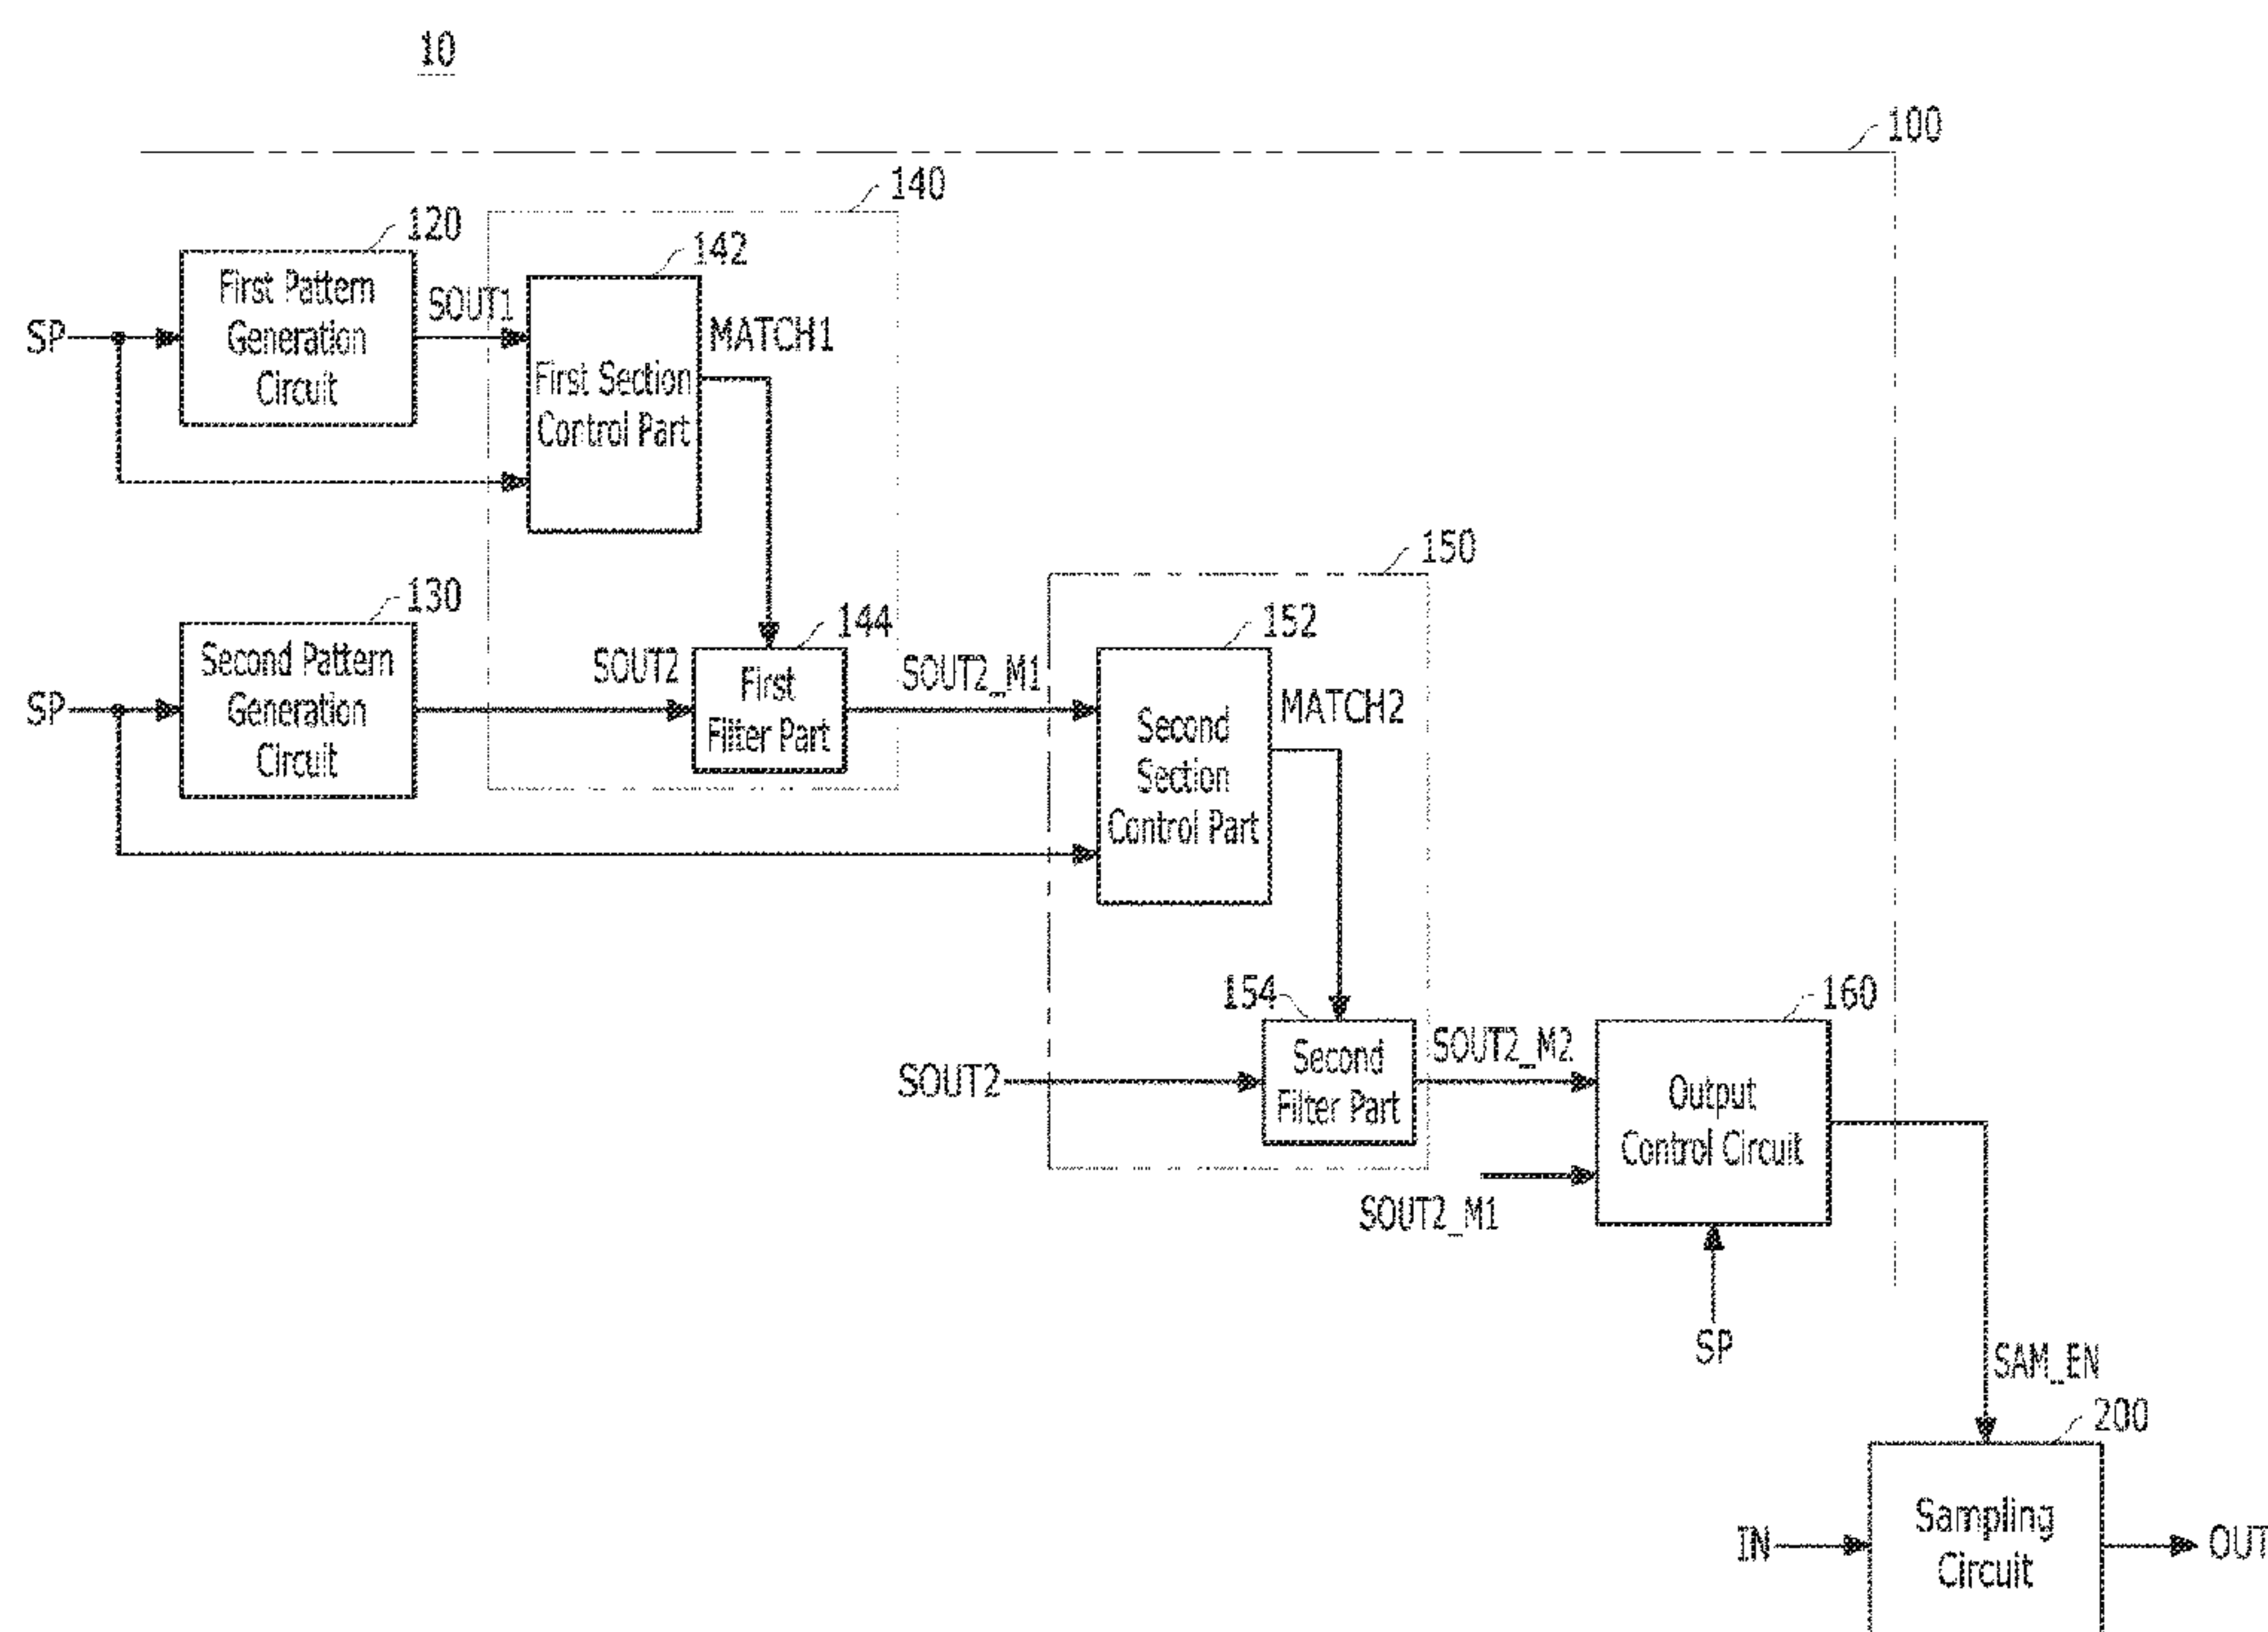 10
100
140
120
142
First Pattern
Generation
Circuit
SOUT1
SP
MATCH1
First Section
Control Part
150
130
144
152
Second Pattern
Generation
Circuit
SOUT2
First
Filter Part
SOUT2_M1
SP
MATCH2
Second
Section
Control Part
154
160
SOUT2
Second
Filter Part
SOUT2_M2
Output
Control Circuit
SOUT2_M1
SP
SAM_EN
200
IN
Sampling
Circuit
OUT